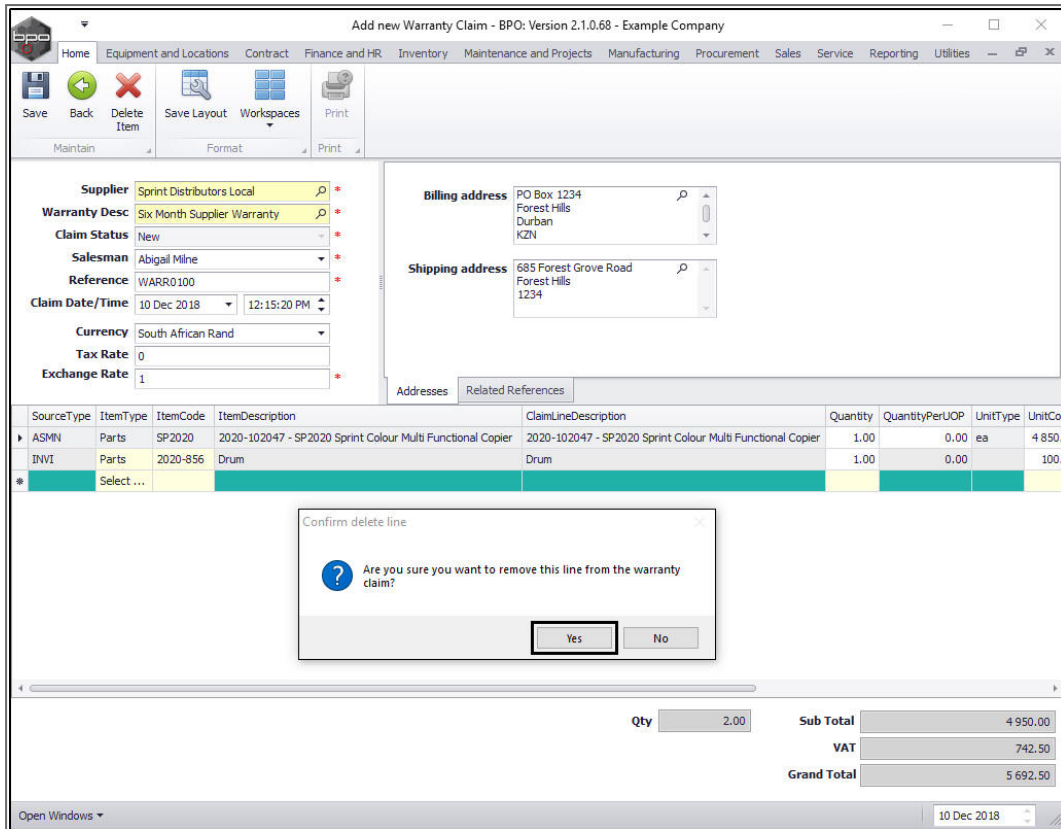 Add new Warranty Claim - BPO: Version 2.1.0.68 - Example Company
bpo
Home Equipment and Locations Contract Finance and HR Inventory Maintenance and Projects Manufacturing Procurement Sales Service Reporting Utilities
Save Back Delete Item Save Layout Workspaces Print
Maintain Format Print
Supplier Sprint Distributors Local *
Warranty Desc Six Month Supplier Warranty *
Claim Status New *
Salesman Abigail Milne *
Reference WARR0100 *
Claim Date/Time 10 Dec 2018 12:15:20 PM
Currency South African Rand
Tax Rate 0
Exchange Rate 1 *
Billing address PO Box 1234
Forest Hills
Durban
KZN
Shipping address 685 Forest Grove Road
Forest Hills
1234
Addresses Related References
SourceType ItemType ItemCode ItemDescription ClaimLineDescription Quantity QuantityPerUOP UnitType UnitCo
ASMN Parts SP2020 2020-102047 - SP2020 Sprint Colour Multi Functional Copier 2020-102047 - SP2020 Sprint Colour Multi Functional Copier 1.00 0.00 ea 4 850.
INVI Parts 2020-856 Drum Drum 1.00 0.00 100.
* Select ...
Confirm delete line
Are you sure you want to remove this line from the warranty
claim?
Yes No
Qty 2.00 Sub Total 4 950.00
VAT 742.50
Grand Total 5 692.50
Open Windows 10 Dec 2018